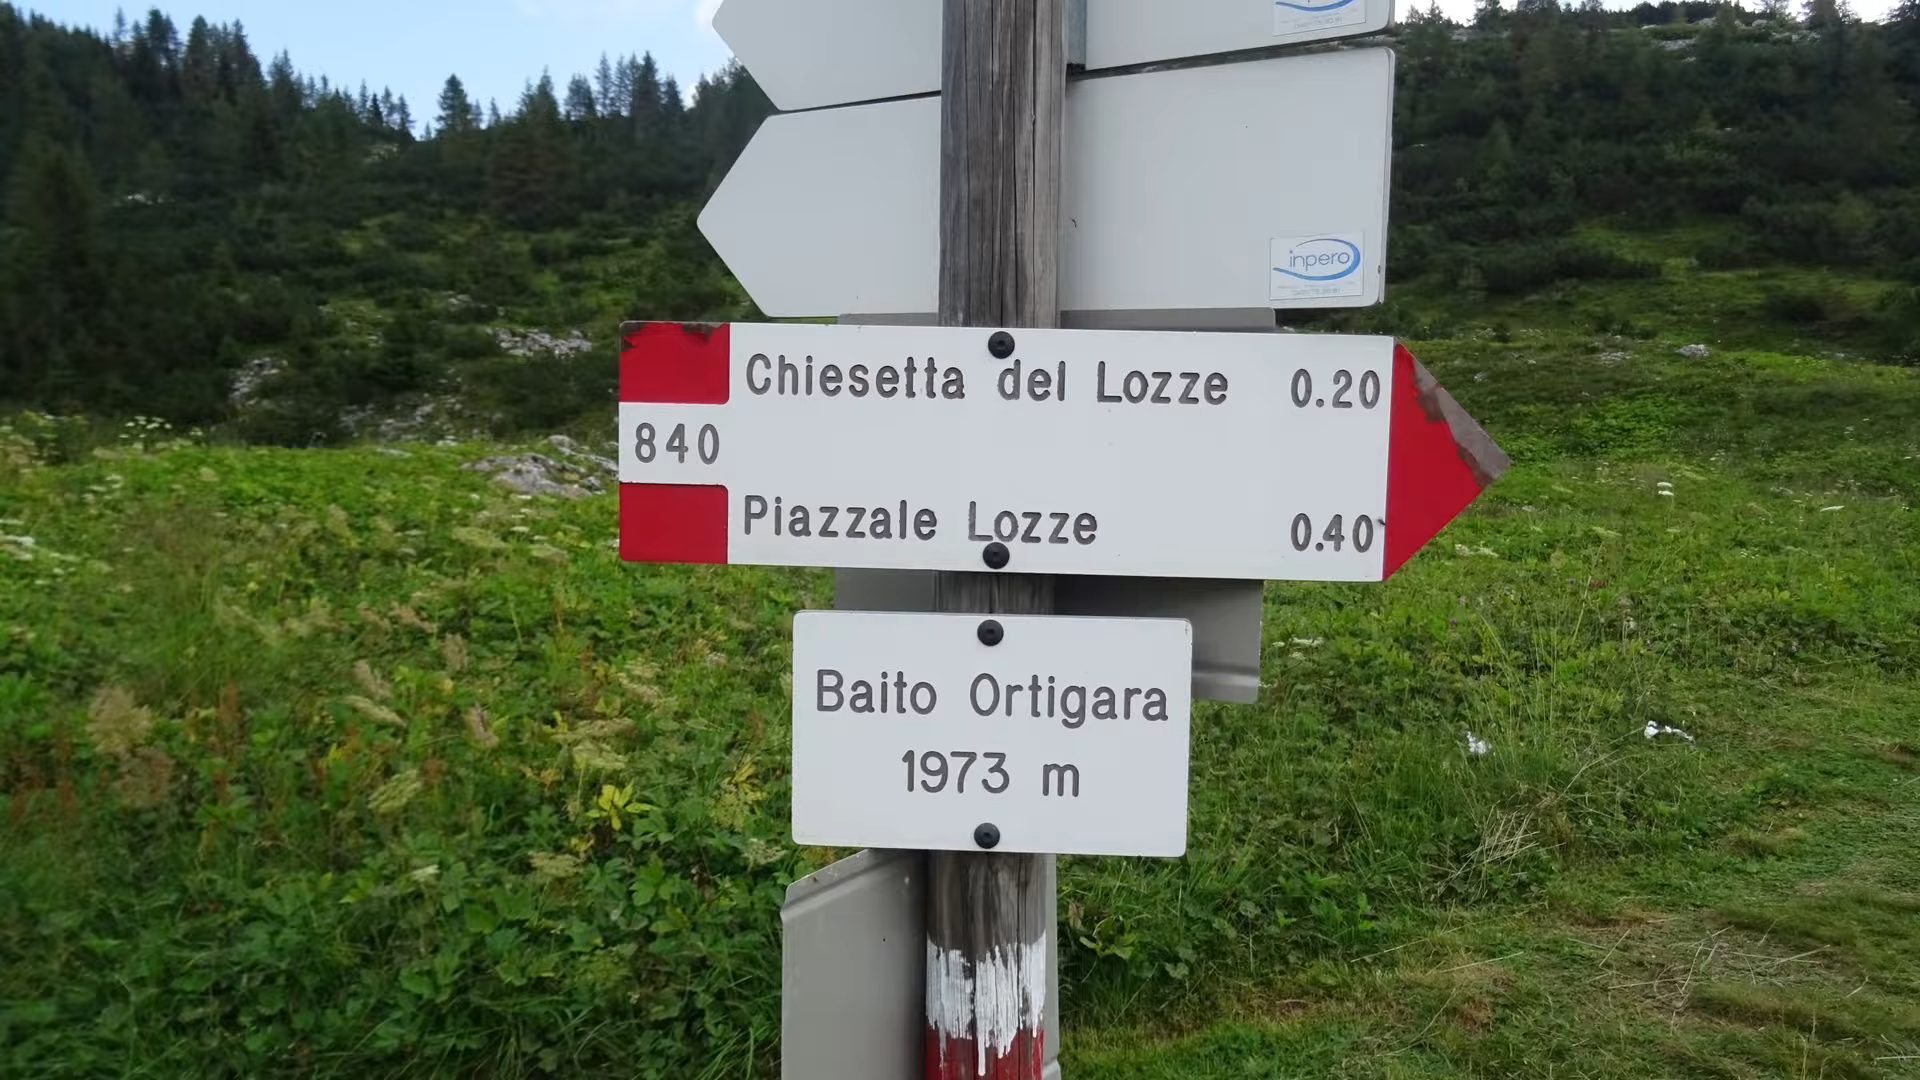 inpero
Chiesetta del Lozze 0.20
840
Piazzale Lozze 0.40
Baito Ortigara
1973 m